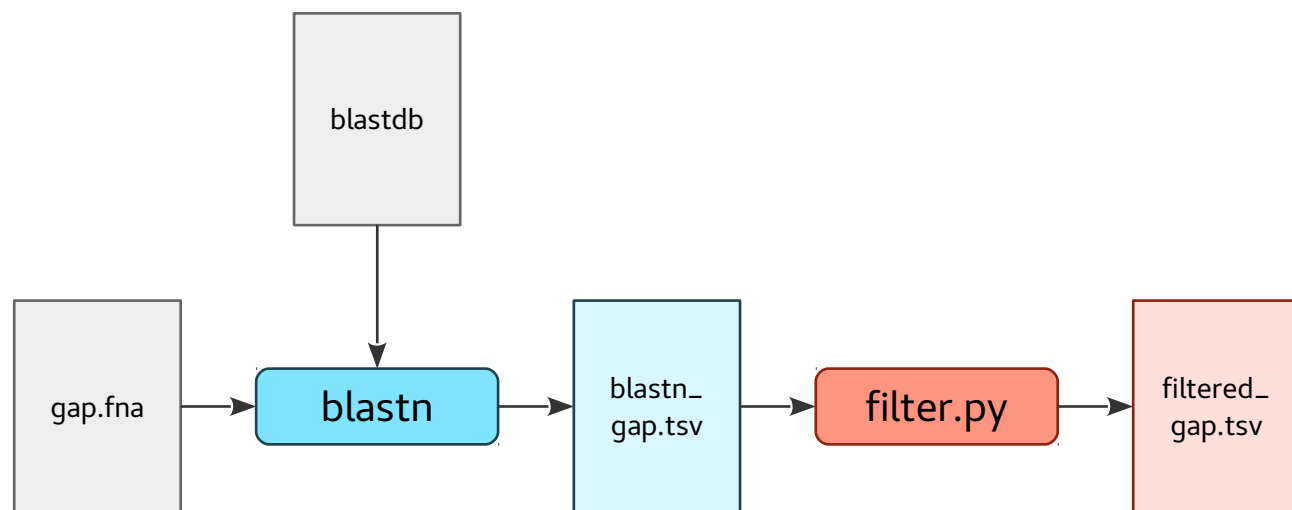 blastdb
gap.fna
blastn
blastn_
gap.tsv
filter.py
filtered_
gap.tsv